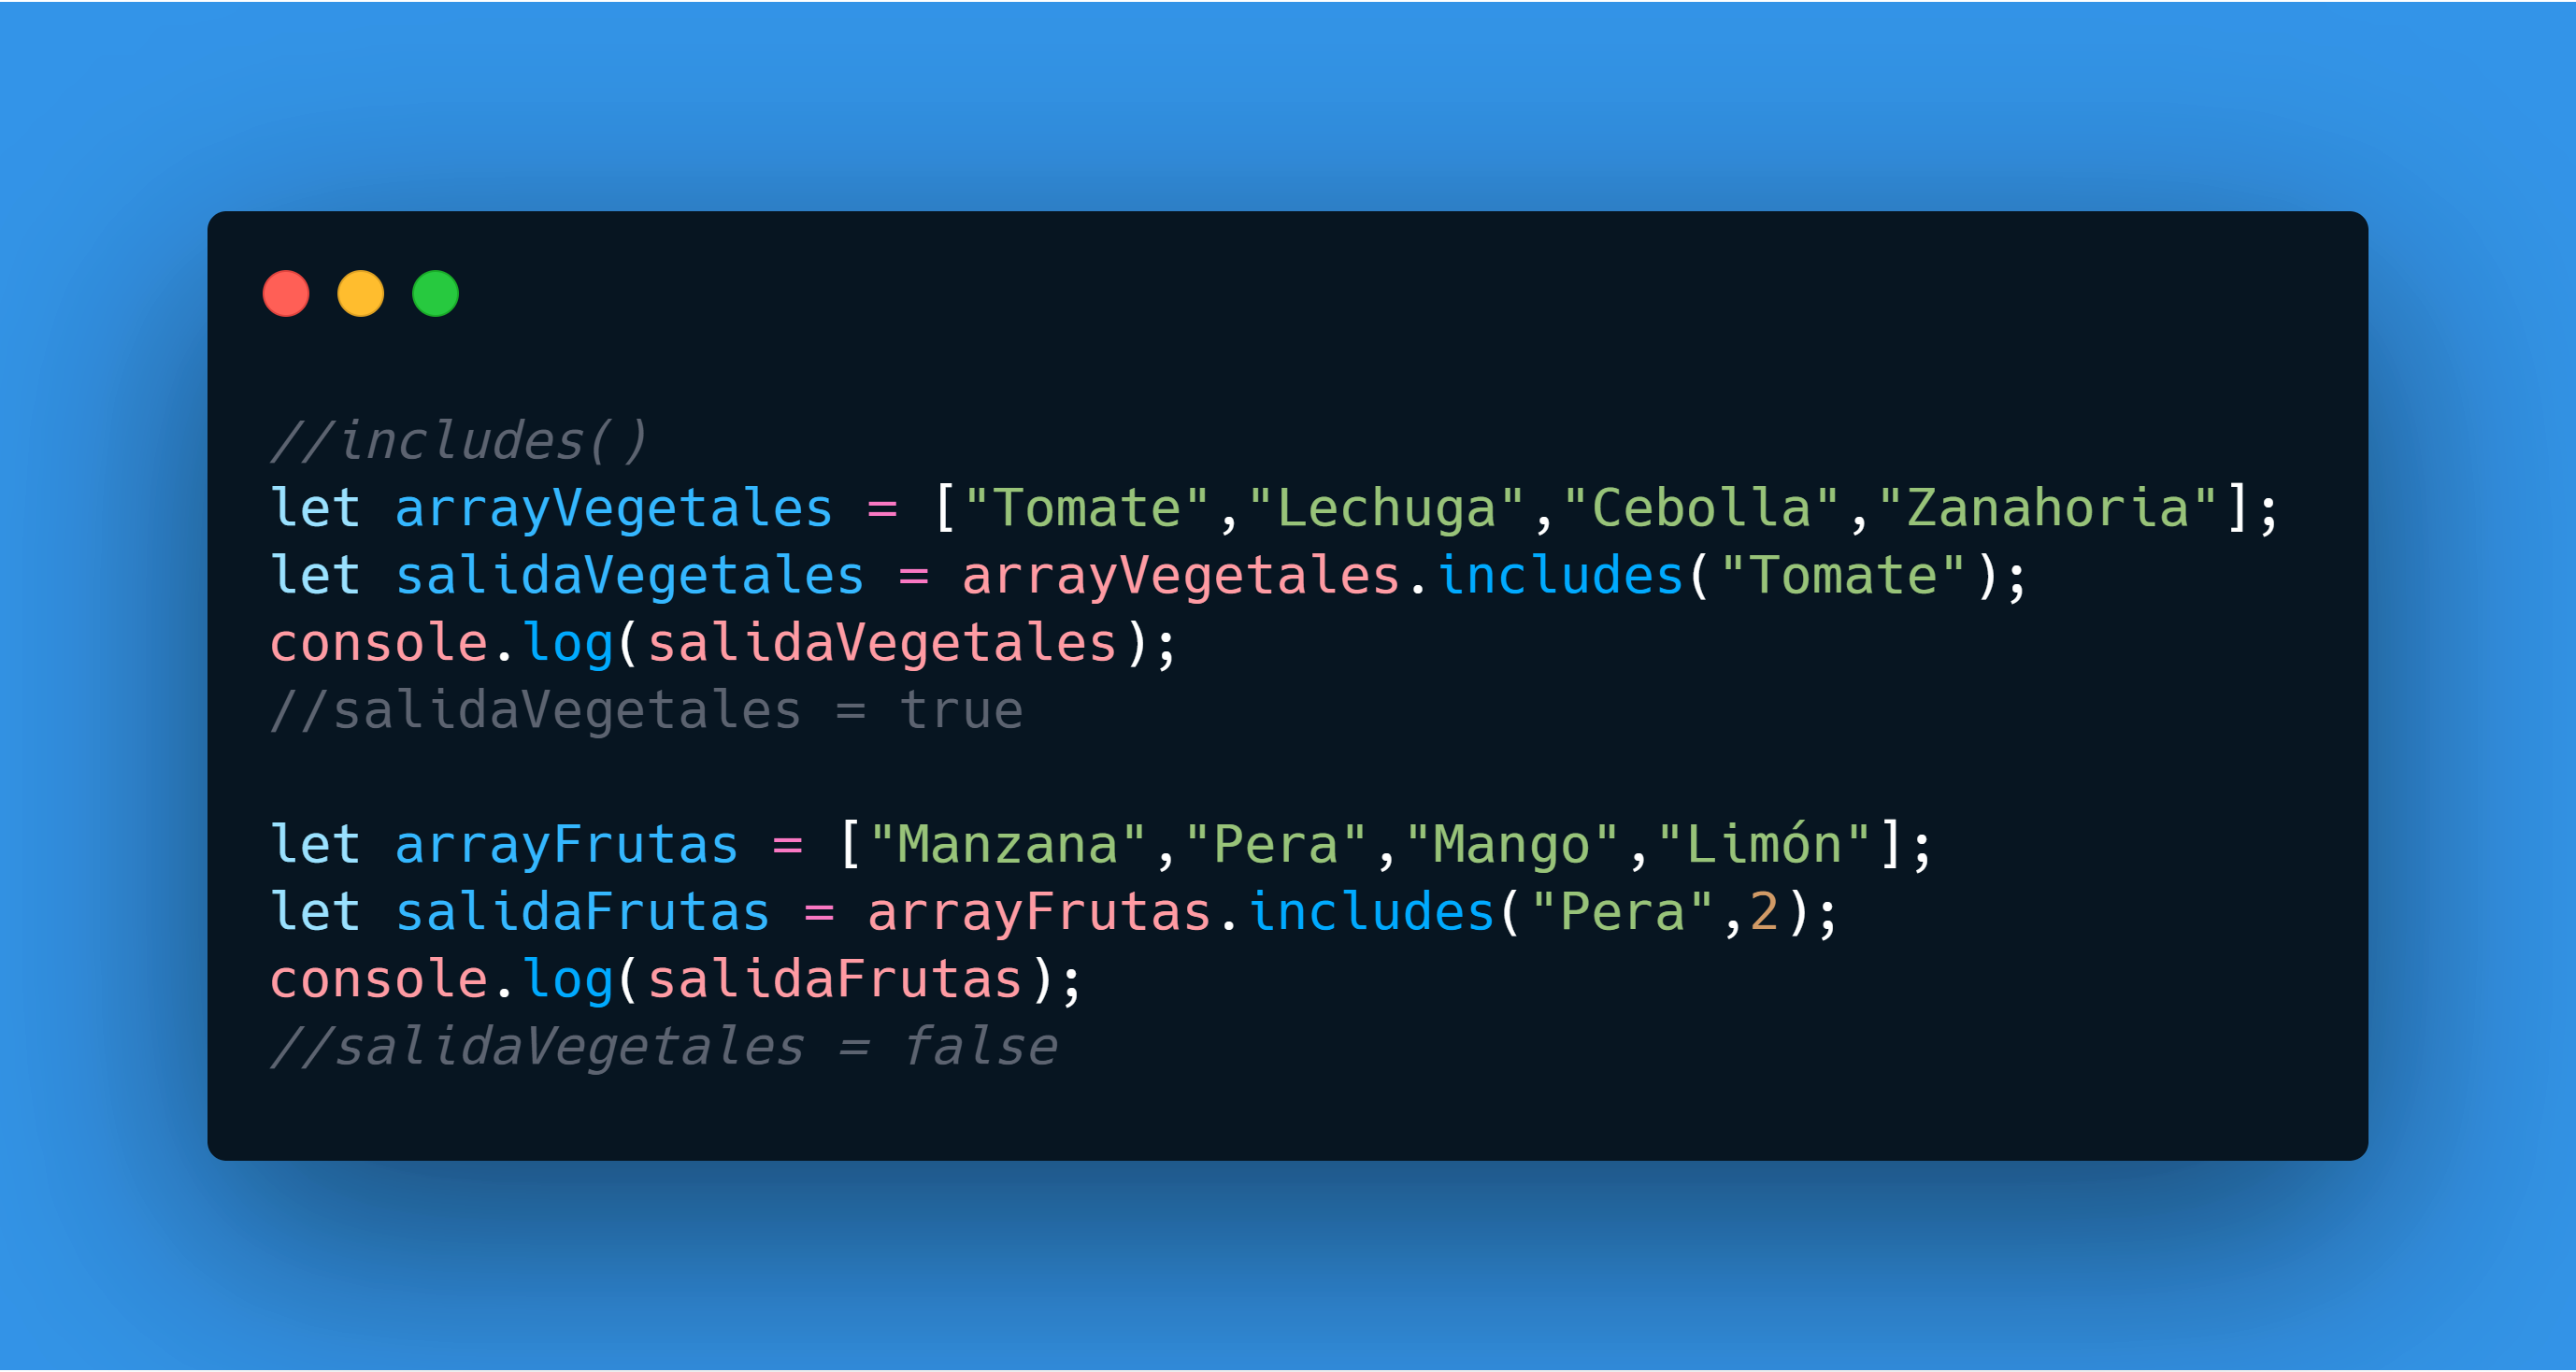 //includes()
let arrayVegetales = ["Tomate","Lechuga","Cebolla","Zanahoria"];
let salidaVegetales = arrayVegetales.includes("Tomate");
console.log(salidaVegetales);
//salidaVegetales = true
let arrayFrutas = ["Manzana","Pera","Mango","Limón"];
let salidaFrutas = arrayFrutas.includes("Pera",2);
console.log(salidaFrutas);
//salidaVegetales = false